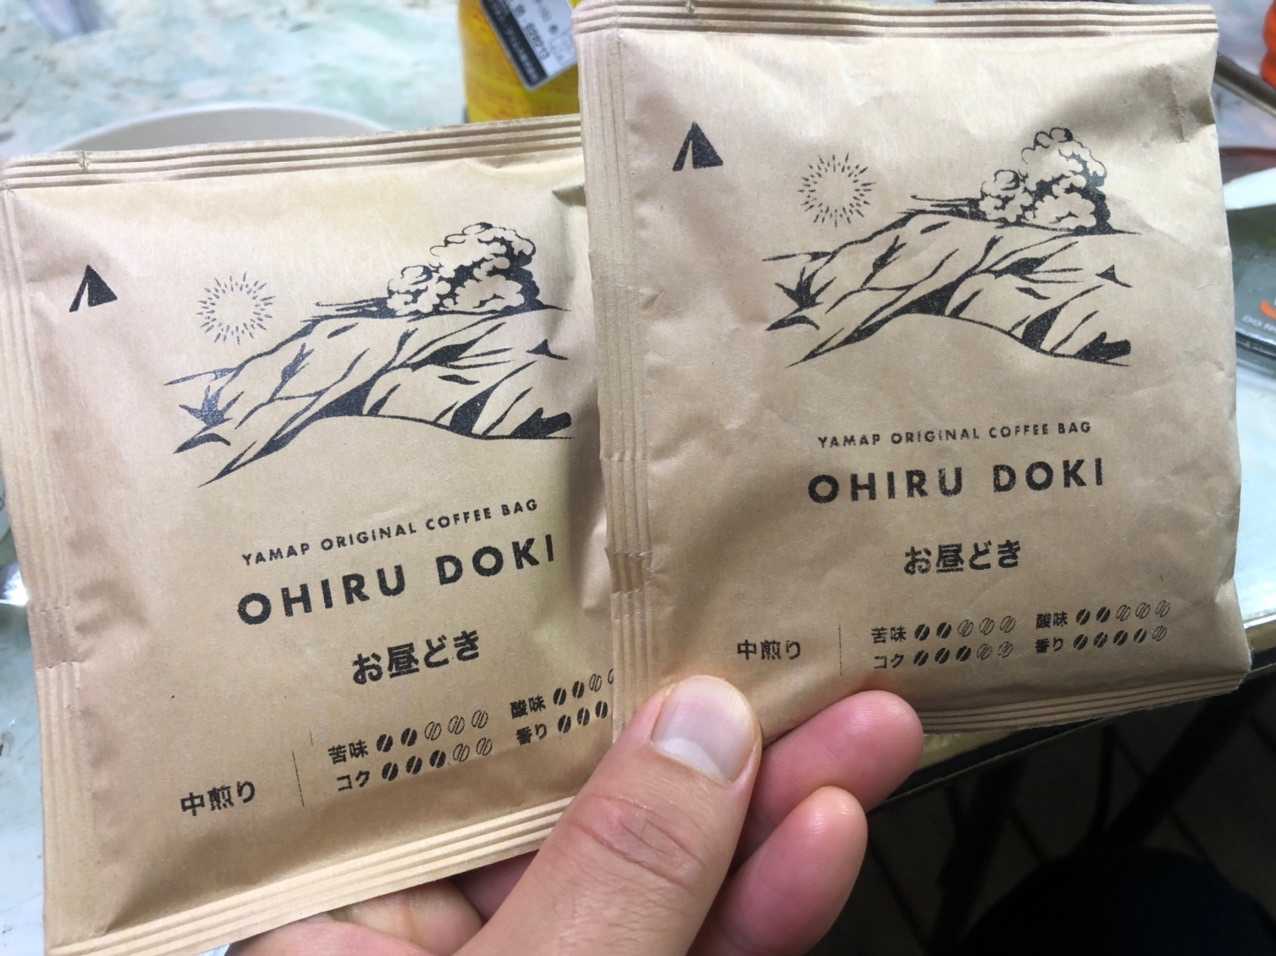 YAMAP ORIGINAL COFFEE BAG
OHIRU DOKI
お昼どき
中煎り
苦味
酸味
コク
香り
YAMAP ORIGINAL COFFEE BAG
OHIRU DOKI
お昼どき
中煎り
苦味
酸味
コク
香り